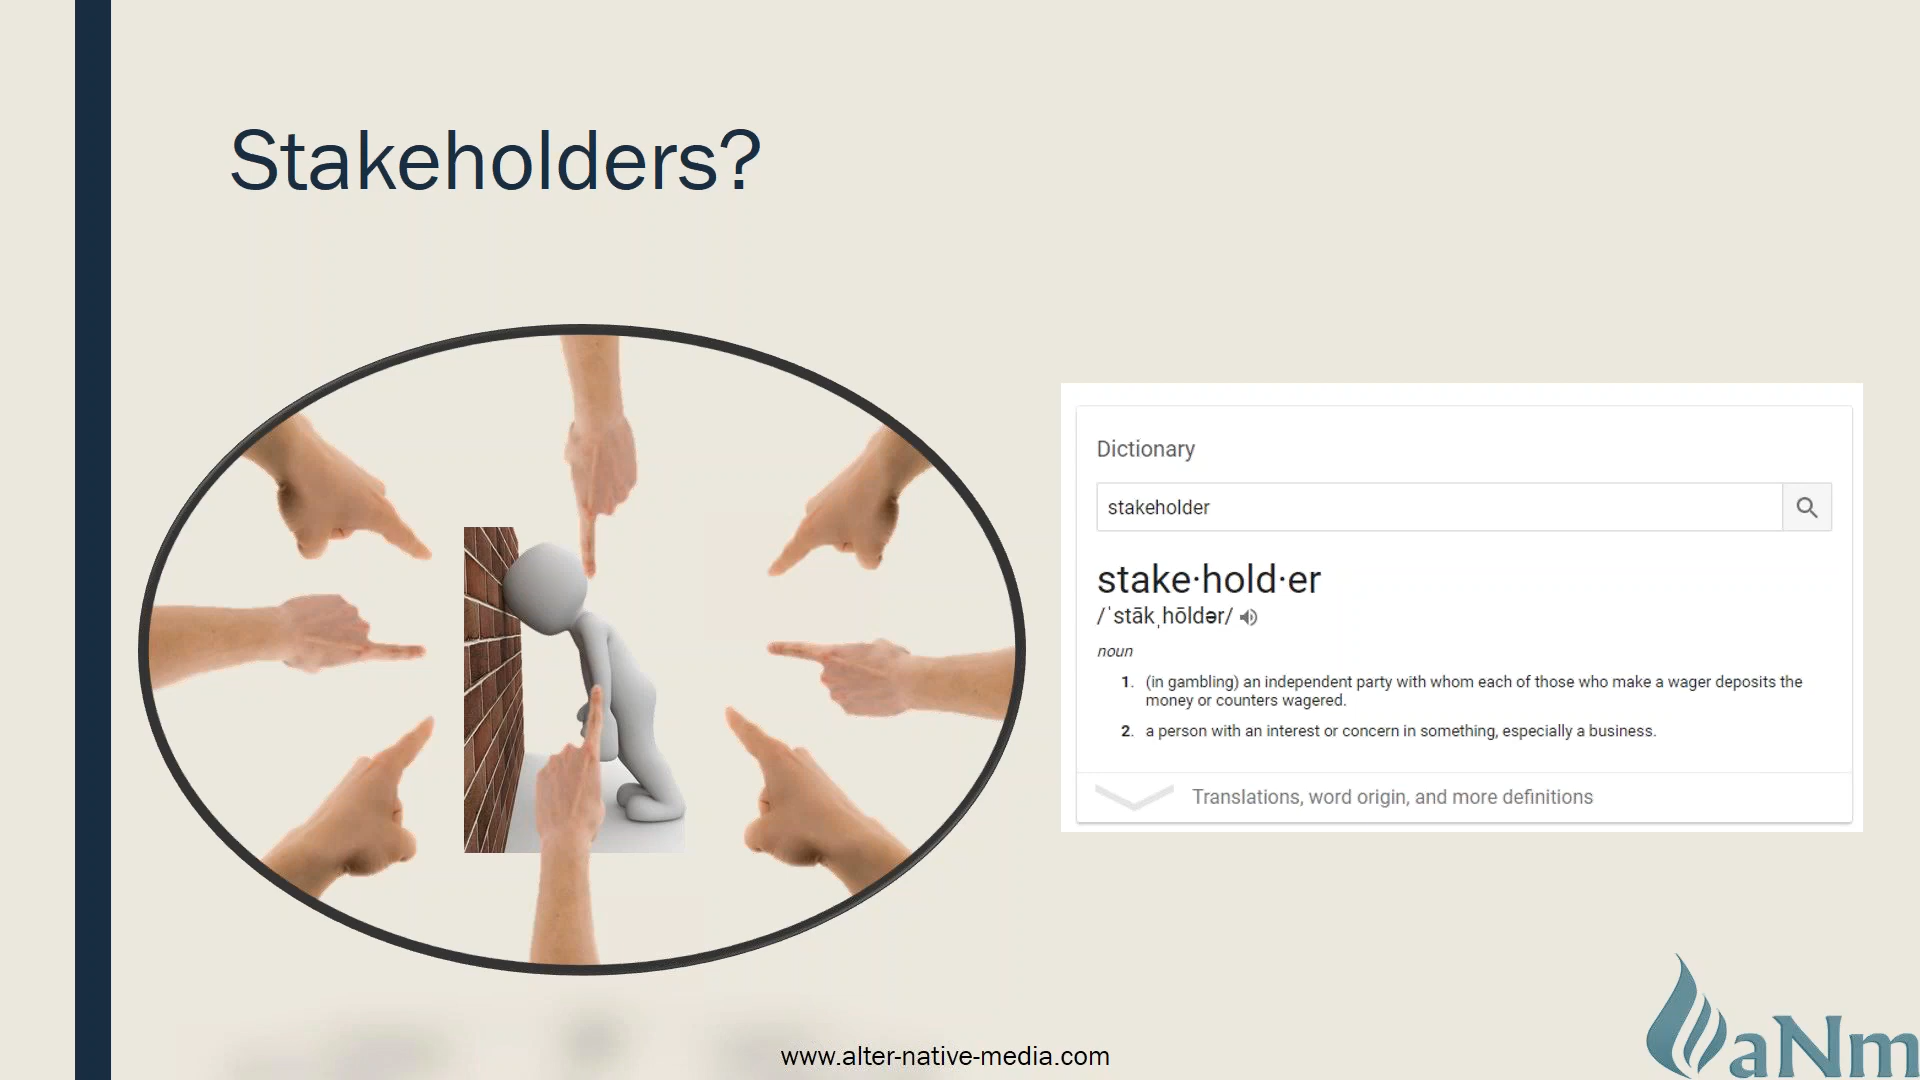 Stakeholders?
Dictionary
stakeholder
stake·hold·er
/ˈstākˌhōldər/
noun
1. (in gambling) an independent party with whom each of those who make a wager deposits the
money or counters wagered.
2. a person with an interest or concern in something, especially a business.
Translations, word origin, and more definitions
www.alter-native-media.com
aNm